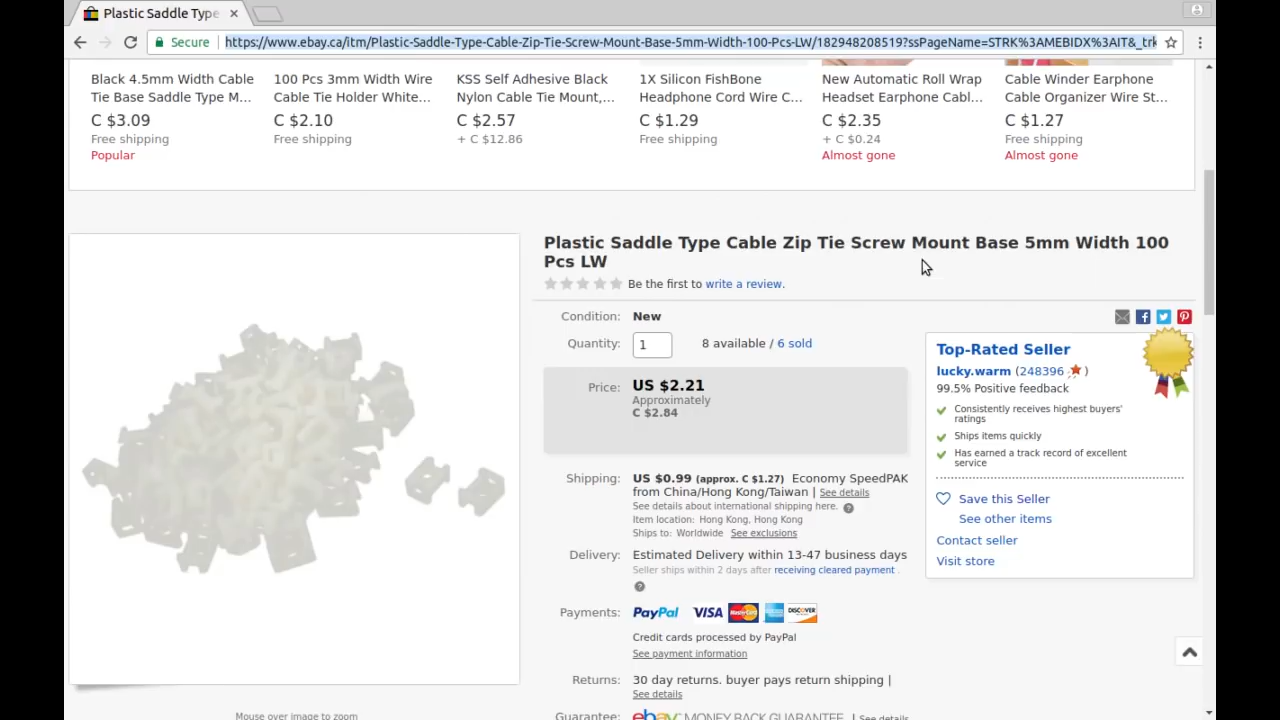 Plastic Saddle Type
Secure
https://www.ebay.ca/itm/Plastic-Saddle-Type-Cable-Zip-Tie-Screw-Mount-Base-5mm-Width-100-Pcs-LW/182948208519?ssPageName=STRK%3AMEBIDX%3AIT&_trk
Black 4.5mm Width Cable
Tie Base Saddle Type M...
C $3.09
Free shipping
Popular
100 Pcs 3mm Width Wire
Cable Tie Holder White...
C $2.10
Free shipping
KSS Self Adhesive Black
Nylon Cable Tie Mount,...
C $2.57
+ C $12.86
1X Silicon FishBone
Headphone Cord Wire C...
C $1.29
Free shipping
New Automatic Roll Wrap
Headset Earphone Cabl...
C $2.35
+ C $0.24
Almost gone
Cable Winder Earphone
Cable Organizer Wire St...
C $1.27
Free shipping
Almost gone
Plastic Saddle Type Cable Zip Tie Screw Mount Base 5mm Width 100
Pcs LW
Be the first to write a review.
Condition: New
Quantity: 1 8 available / 6 sold
Price: US $2.21
Approximately
C $2.84
Shipping: US $0.99 (approx. C $1.27) Economy SpeedPAK
from China/Hong Kong/Taiwan | See details
See details about international shipping here. ?
Item location: Hong Kong, Hong Kong
Ships to: Worldwide See exclusions
Delivery: Estimated Delivery within 13-47 business days
Seller ships within 2 days after receiving cleared payment .
?
Payments: PayPal VISA MasterCard DISCOVER
Credit cards processed by PayPal
See payment information
Returns: 30 day returns. buyer pays return shipping |
See details
Guarantee: ebay MONEY BACK GUARANTEE | See details
Top-Rated Seller
lucky.warm (248396 )
99.5% Positive feedback
Consistently receives highest buyers'
ratings
Ships items quickly
Has earned a track record of excellent
service
Save this Seller
See other items
Contact seller
Visit store
Mouse over image to zoom